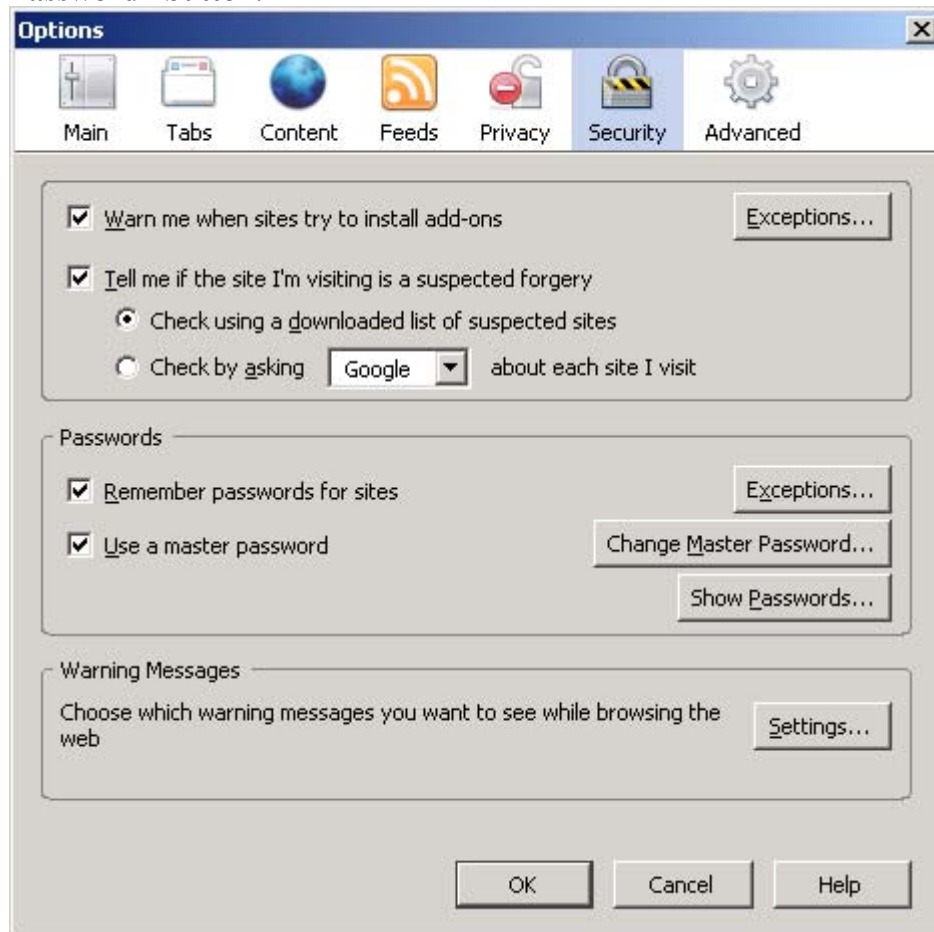 Options
Main Tabs Content Feeds Privacy Security Advanced
Warn me when sites try to install add-ons Exceptions...
Tell me if the site I'm visiting is a suspected forgery
Check using a downloaded list of suspected sites
Check by asking Google about each site I visit
Passwords
Remember passwords for sites Exceptions...
Use a master password Change Master Password...
Show Passwords...
Warning Messages
Choose which warning messages you want to see while browsing the
web
Settings...
OK Cancel Help